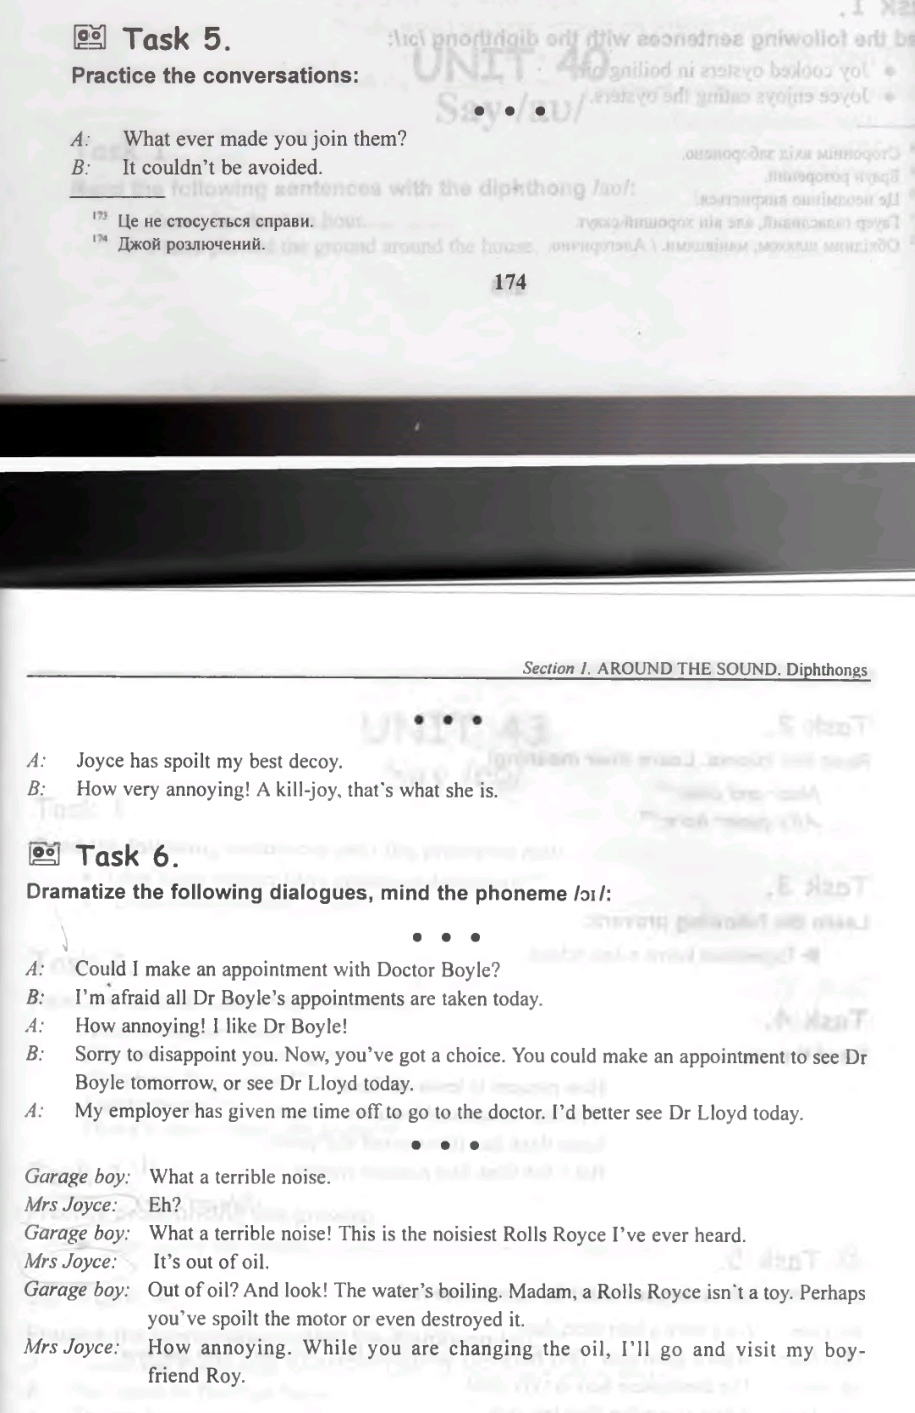 Task 5.
Practice the conversations:
• • •
A: What ever made you join them?
B: It couldn't be avoided.
173 Це не стосується справи.
174 Джой розлючений.
174
Section 1. AROUND THE SOUND. Diphthongs
• • •
A: Joyce has spoilt my best decoy.
B: How very annoying! A kill-joy, that's what she is.
Task 6.
Dramatize the following dialogues, mind the phoneme /ɔɪ/:
• • •
A: Could I make an appointment with Doctor Boyle?
B: I'm afraid all Dr Boyle's appointments are taken today.
A: How annoying! I like Dr Boyle!
B: Sorry to disappoint you. Now, you've got a choice. You could make an appointment to see Dr
Boyle tomorrow, or see Dr Lloyd today.
A: My employer has given me time off to go to the doctor. I'd better see Dr Lloyd today.
• • •
Garage boy: What a terrible noise.
Mrs Joyce: Eh?
Garage boy: What a terrible noise! This is the noisiest Rolls Royce I've ever heard.
Mrs Joyce: It's out of oil.
Garage boy: Out of oil? And look! The water's boiling. Madam, a Rolls Royce isn't a toy. Perhaps
you've spoilt the motor or even destroyed it.
Mrs Joyce: How annoying. While you are changing the oil, I'll go and visit my boy-
friend Roy.